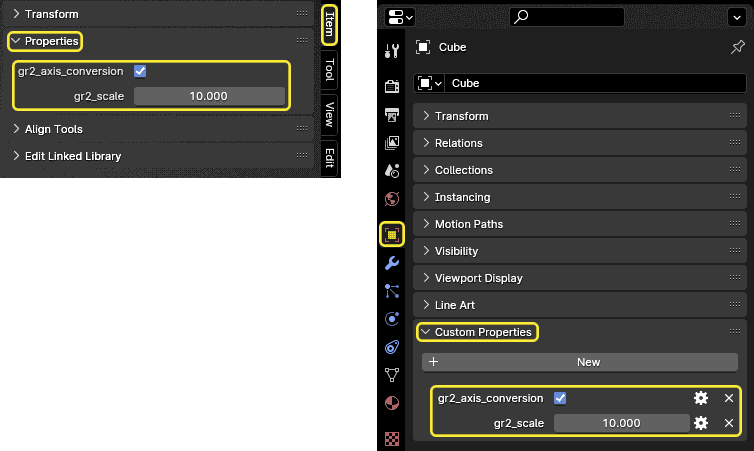 Transform
Properties
gr2_axis_conversion
gr2_scale 10.000
Align Tools
Edit Linked Library
Item
Tool
View
Edit
Cube
Cube
Transform
Relations
Collections
Instancing
Motion Paths
Visibility
Viewport Display
Line Art
Custom Properties
New
gr2_axis_conversion
gr2_scale 10.000